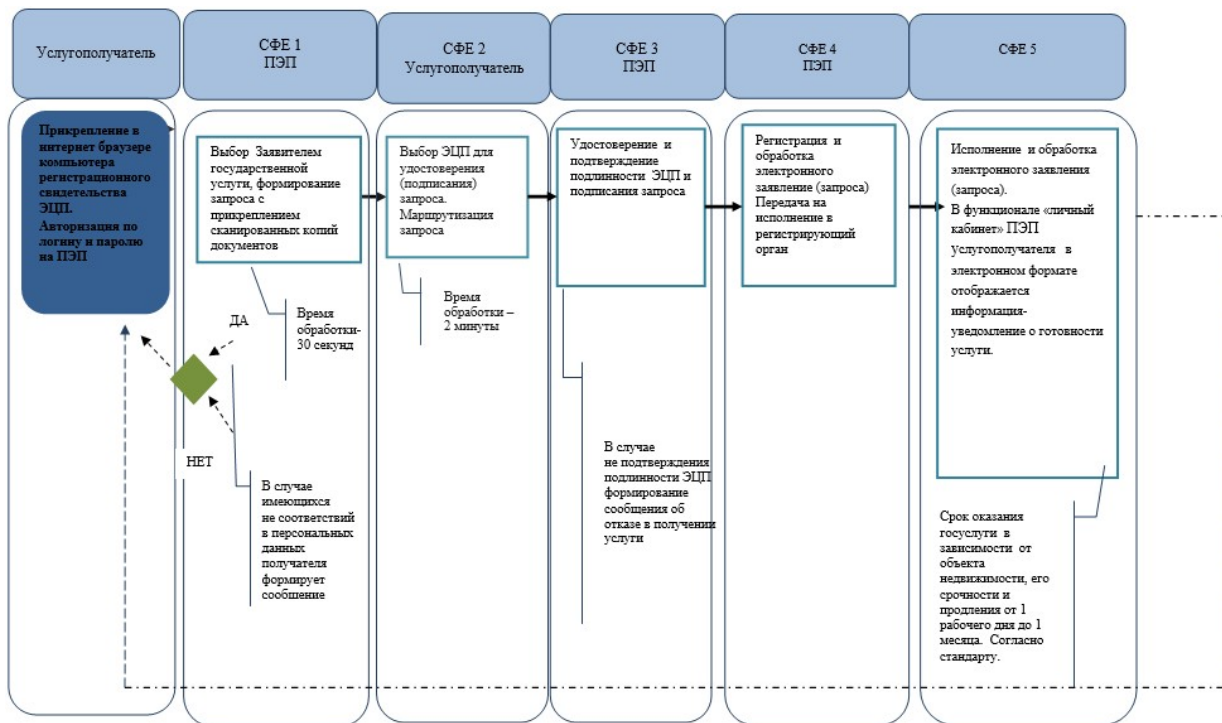 Услугополучатель
СФЕ 1
ПЭП
СФЕ 2
Услугополучатель
СФЕ 3
ПЭП
СФЕ 4
ПЭП
СФЕ 5
Прикрепление в
интернет браузере
компьютера
регистрационного
свидетельства
ЭЦП.
Авторизация по
логину и паролю
на ПЭП
Выбор Заявителем
государственной
услуги, формирование
запроса с
прикреплением
сканированных копий
документов
Выбор ЭЦП для
удостоверения
(подписания)
запроса.
Маршрутизация
запроса
Удостоверение и
подтверждение
подлинности ЭЦП и
подписания запроса
Регистрация и
обработка
электронного
заявление (запроса)
Передача на
исполнение в
регистрирующий
орган
Исполнение и обработка
электронного заявления
(запроса).
В функционале «личный
кабинет» ПЭП
услугополучателя в
электронном формате
отображается
информация-
уведомление о готовности
услуги.
Время
обработки-
30 секунд
Время
обработки –
2 минуты
ДА
НЕТ
В случае
имеющихся
не соответствий
в персональных
данных
получателя
формирует
сообщение
В случае
не подтверждения
подлинности ЭЦП
формирование
сообщения об
отказе в получении
услуги
Срок оказания
госуслуги в
зависимости от
объекта
недвижимости, его
срочности и
продления от 1
рабочего дня до 1
месяца. Согласно
стандарту.